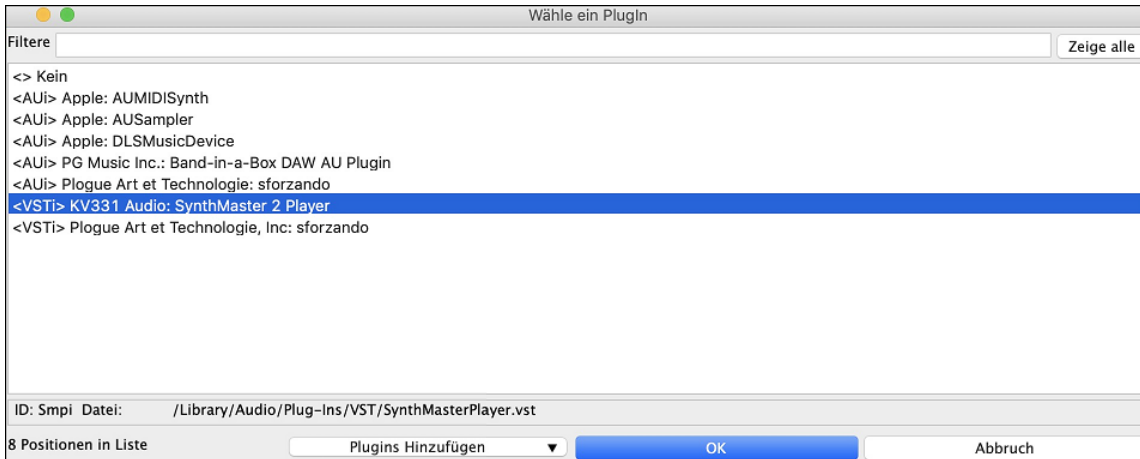 Wähle ein PlugIn
Filtere
Zeige alle
<> Kein
<AUi> Apple: AUMIDISynth
<AUi> Apple: AUSampler
<AUi> Apple: DLSMusicDevice
<AUi> PG Music Inc.: Band-in-a-Box DAW AU Plugin
<AUi> Plogue Art et Technologie: sforzando
<VSTi> KV331 Audio: SynthMaster 2 Player
<VSTi> Plogue Art et Technologie, Inc: sforzando
ID: Smpi Datei: /Library/Audio/Plug-Ins/VST/SynthMasterPlayer.vst
8 Positionen in Liste
Plugins Hinzufügen
OK
Abbruch